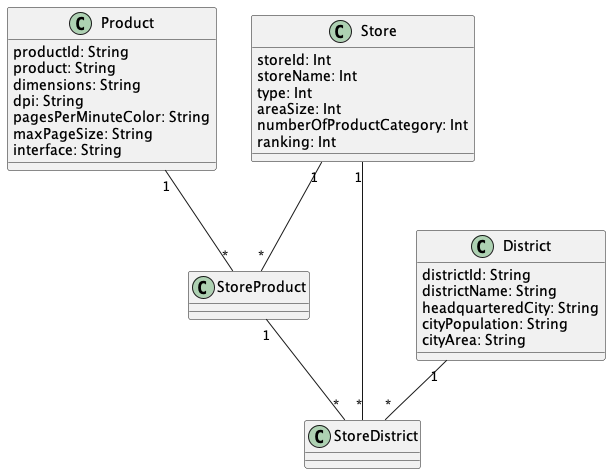 C Product
productId: String
product: String
dimensions: String
dpi: String
pagesPerMinuteColor: String
maxPageSize: String
interface: String
C Store
storeId: Int
storeName: Int
type: Int
areaSize: Int
numberOfProductCategory: Int
ranking: Int
1
1
1
*
*
C District
districtId: String
districtName: String
headquarteredCity: String
cityPopulation: String
cityArea: String
C StoreProduct
1
1
*
*
*
C StoreDistrict